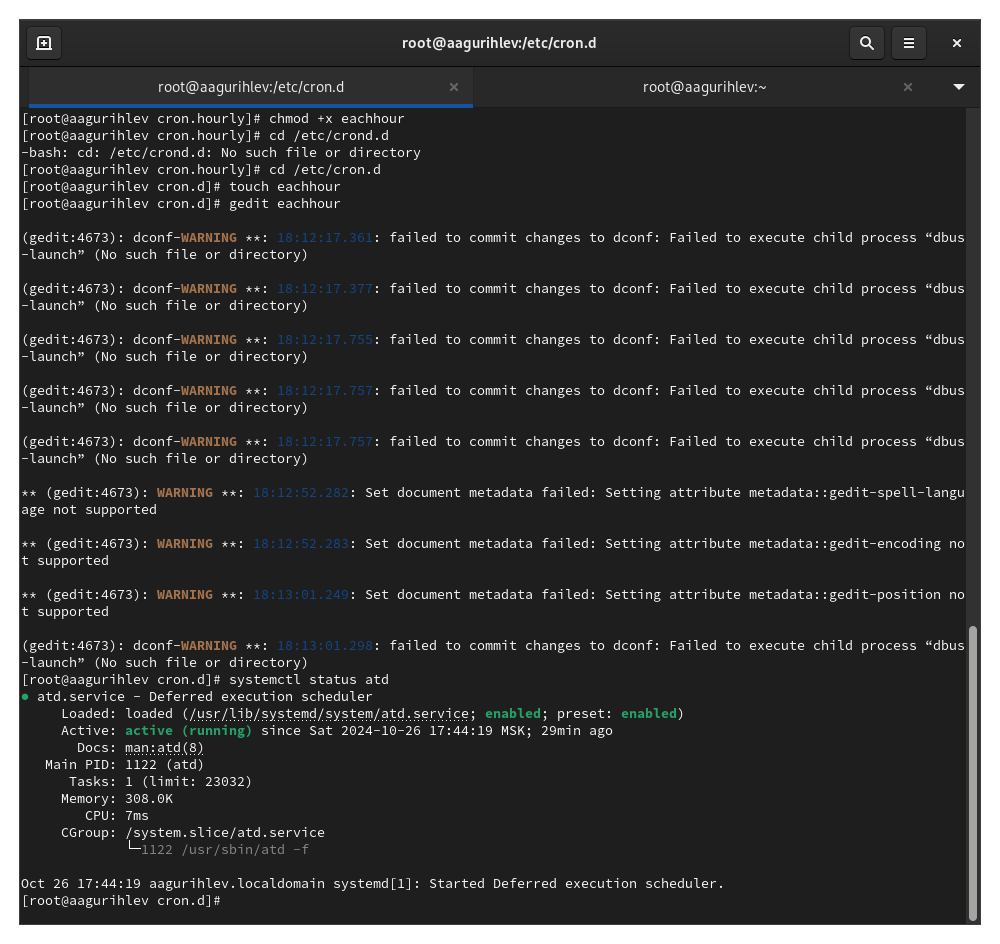 root@aagurihlev:/etc/cron.d
root@aagurihlev:/etc/cron.d
root@aagurihlev:~
[root@aagurihlev cron.hourly]# chmod +x eachhour
[root@aagurihlev cron.hourly]# cd /etc/crond.d
-bash: cd: /etc/crond.d: No such file or directory
[root@aagurihlev cron.hourly]# cd /etc/cron.d
[root@aagurihlev cron.d]# touch eachhour
[root@aagurihlev cron.d]# gedit eachhour
(gedit:4673): dconf-WARNING **: 18:12:17.361: failed to commit changes to dconf: Failed to execute child process “dbus
-launch” (No such file or directory)
(gedit:4673): dconf-WARNING **: 18:12:17.377: failed to commit changes to dconf: Failed to execute child process “dbus
-launch” (No such file or directory)
(gedit:4673): dconf-WARNING **: 18:12:17.755: failed to commit changes to dconf: Failed to execute child process “dbus
-launch” (No such file or directory)
(gedit:4673): dconf-WARNING **: 18:12:17.757: failed to commit changes to dconf: Failed to execute child process “dbus
-launch” (No such file or directory)
(gedit:4673): dconf-WARNING **: 18:12:17.757: failed to commit changes to dconf: Failed to execute child process “dbus
-launch” (No such file or directory)
** (gedit:4673): WARNING **: 18:12:52.282: Set document metadata failed: Setting attribute metadata::gedit-spell-langu
age not supported
** (gedit:4673): WARNING **: 18:12:52.283: Set document metadata failed: Setting attribute metadata::gedit-encoding no
t supported
** (gedit:4673): WARNING **: 18:13:01.249: Set document metadata failed: Setting attribute metadata::gedit-position no
t supported
(gedit:4673): dconf-WARNING **: 18:13:01.298: failed to commit changes to dconf: Failed to execute child process “dbus
-launch” (No such file or directory)
[root@aagurihlev cron.d]# systemctl status atd
● atd.service - Deferred execution scheduler
Loaded: loaded (/usr/lib/systemd/system/atd.service; enabled; preset: enabled)
Active: active (running) since Sat 2024-10-26 17:44:19 MSK; 29min ago
Docs: man:atd(8)
Main PID: 1122 (atd)
Tasks: 1 (limit: 23032)
Memory: 308.0K
CPU: 7ms
CGroup: /system.slice/atd.service
└─1122 /usr/sbin/atd -f
Oct 26 17:44:19 aagurihlev.localdomain systemd[1]: Started Deferred execution scheduler.
[root@aagurihlev cron.d]#